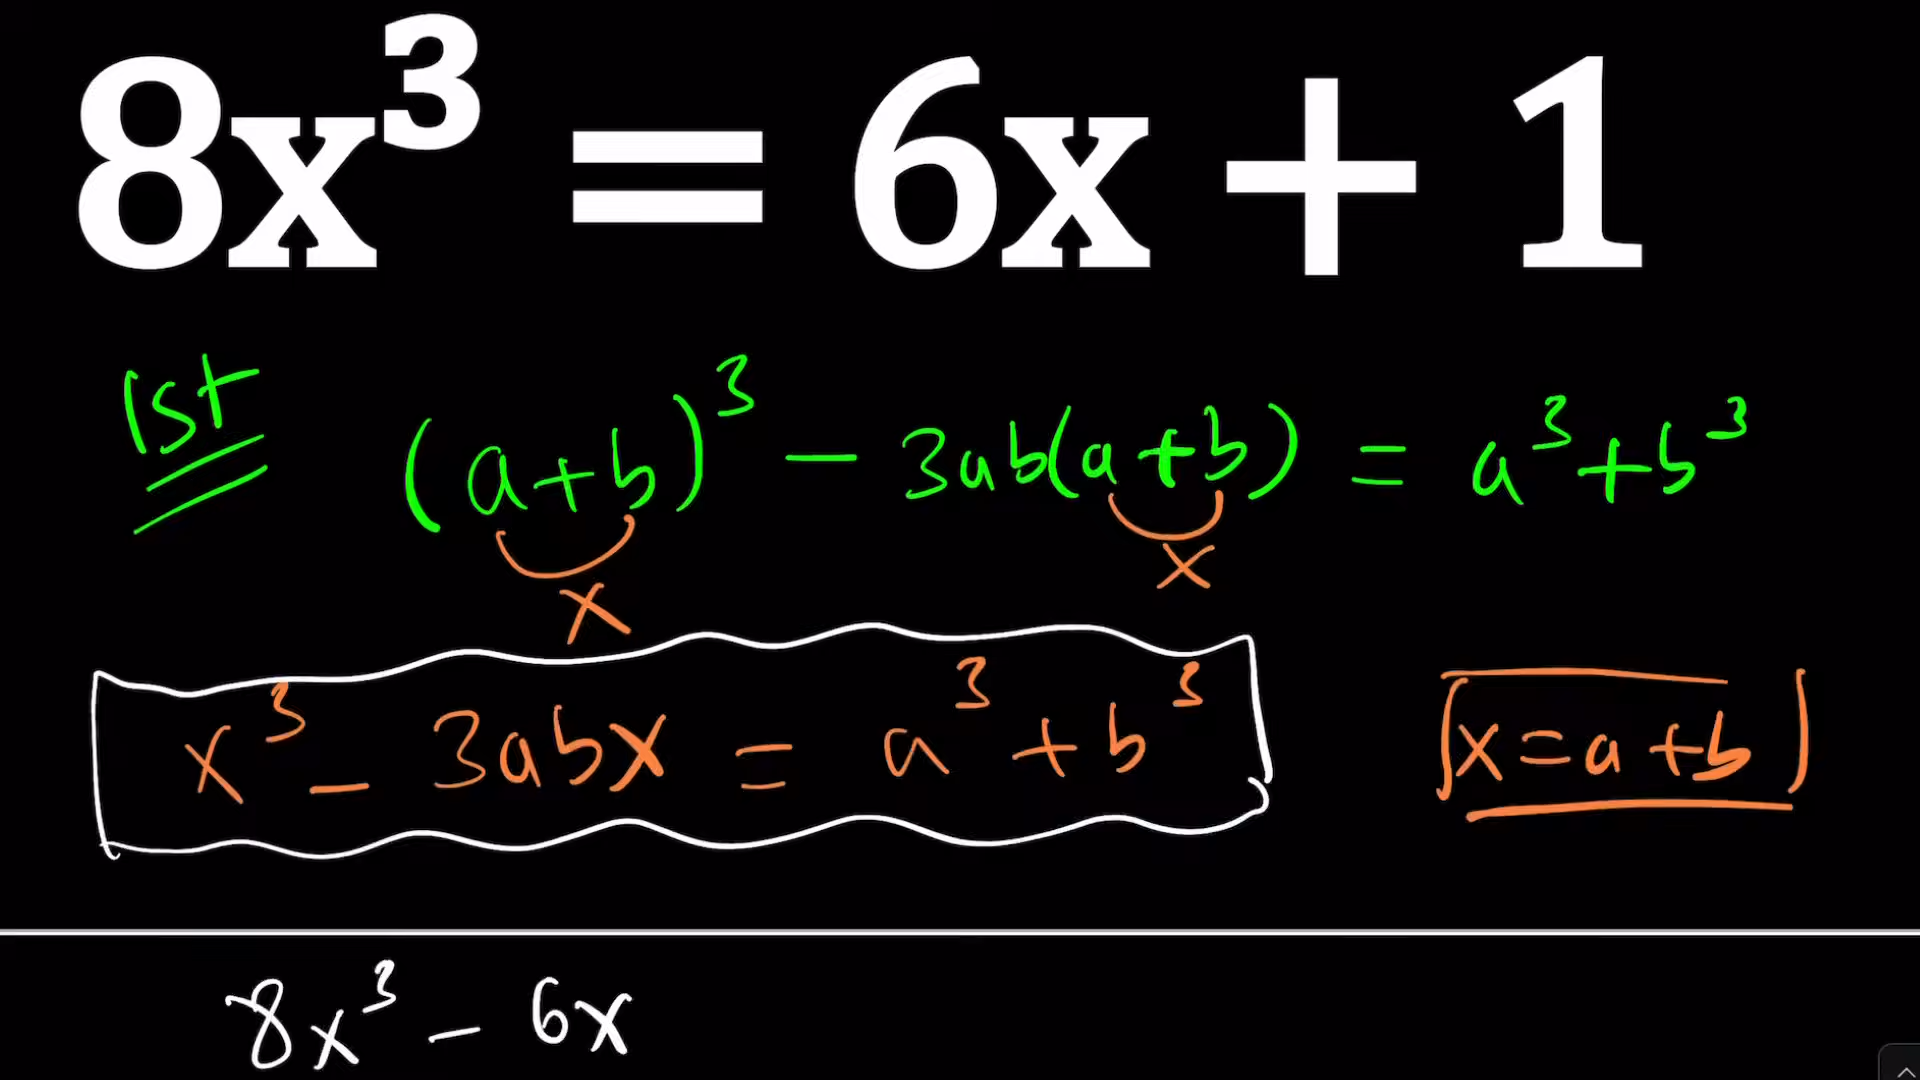 8x³ = 6x + 1
1st (a+b)³ − 3ab(a+b) = a³+b³
x x
x³ − 3abx = a³+b³ x=a+b
8x³ − 6x